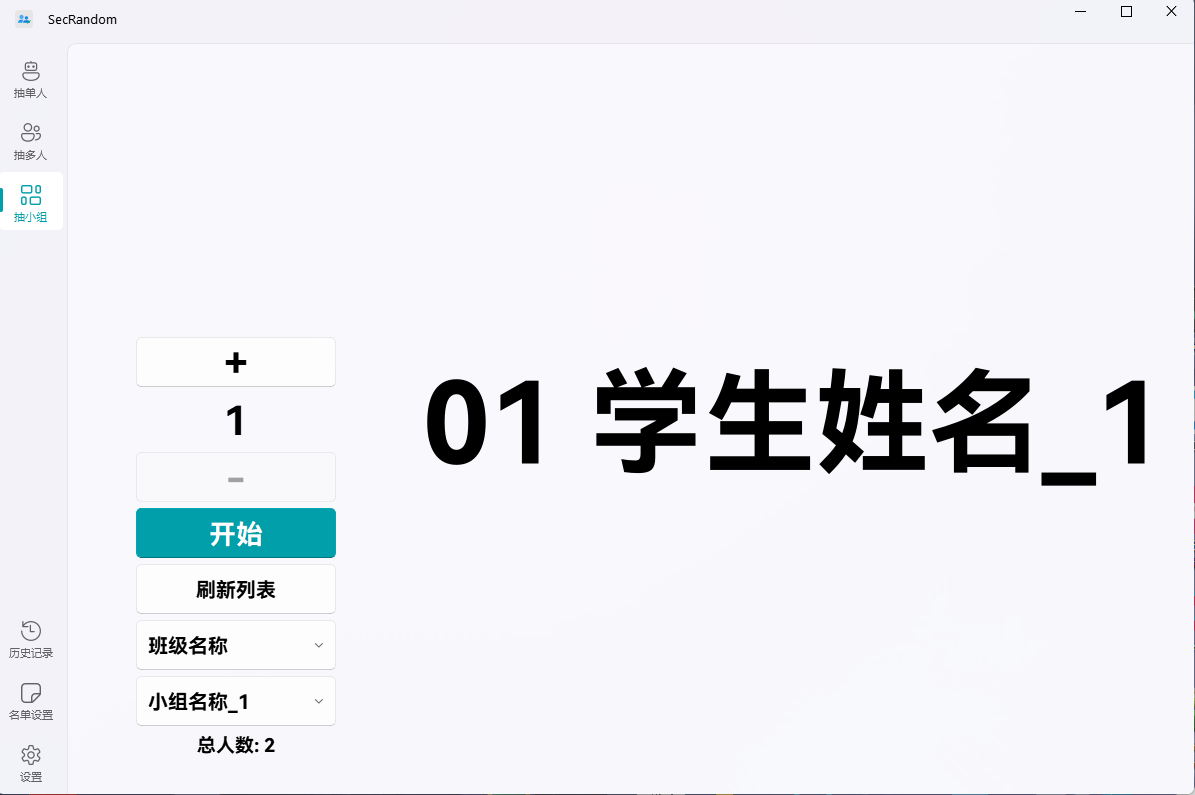 SecRandom
抽单人
抽多人
抽小组
历史记录
名单设置
设置
+
1
−
开始
刷新列表
班级名称
小组名称_1
总人数: 2
01 学生姓名_1